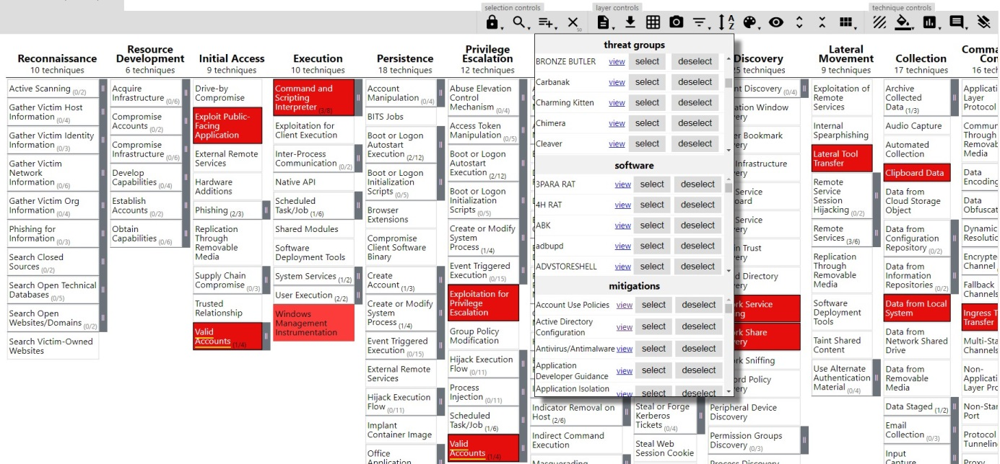 selection controls
layer controls
technique controls
50
threat groups
BRONZE BUTLER view select deselect
Carbanak view select deselect
Charming Kitten view select deselect
Chimera view select deselect
Cleaver view select deselect
software
3PARA RAT view select deselect
4H RAT view select deselect
ABK view select deselect
adbupd view select deselect
ADVSTORESHELL view select deselect
mitigations
Account Use Policies view select deselect
Active Directory
Configuration view select deselect
Antivirus/Antimalware view select deselect
Application
Developer Guidance view select deselect
Application Isolation
view select deselect
Reconnaissance
10 techniques
Active Scanning (0/2)
Gather Victim Host
Information (0/4)
Gather Victim Identity
Information (0/3)
Gather Victim
Network
Information (0/6)
Gather Victim Org
Information (0/4)
Phishing for
Information (0/3)
Search Closed
Sources (0/2)
Search Open Technical
Databases (0/5)
Search Open
Websites/Domains (0/2)
Search Victim-Owned
Websites
Resource
Development
6 techniques
Acquire
Infrastructure (0/6)
Compromise
Accounts (0/2)
Compromise
Infrastructure (0/6)
Develop
Capabilities (0/4)
Establish
Accounts (0/2)
Obtain
Capabilities (0/6)
Initial Access
9 techniques
Drive-by
Compromise
Exploit Public-
Facing
Application
External Remote
Services
Hardware
Additions
Phishing (2/3)
Replication
Through
Removable
Media
Supply Chain
Compromise (0/3)
Trusted
Relationship
Valid
Accounts (1/4)
Execution
10 techniques
Command and
Scripting
Interpreter (3/8)
Exploitation for
Client Execution
Inter-Process
Communication (0/2)
Native API
Scheduled
Task/Job (1/6)
Shared Modules
Software
Deployment Tools
System Services (1/2)
User Execution (2/2)
Windows
Management
Instrumentation
Persistence
18 techniques
Account
Manipulation (0/4)
BITS Jobs
Boot or Logon
Autostart
Execution (2/12)
Boot or Logon
Initialization
Scripts (0/5)
Browser
Extensions
Compromise
Client Software
Binary
Create
Account (1/3)
Create or Modify
System
Process (1/4)
Event Triggered
Execution (0/15)
External Remote
Services
Hijack Execution
Flow (0/11)
Implant
Container Image
Office
Application
Privilege
Escalation
12 techniques
Abuse Elevation
Control
Mechanism (0/4)
Access Token
Manipulation (0/5)
Boot or Logon
Autostart
Execution (2/12)
Boot or Logon
Initialization
Scripts (0/5)
Create or Modify
System
Process (1/4)
Event Triggered
Execution (0/15)
Exploitation for
Privilege
Escalation
Group Policy
Modification
Hijack Execution
Flow (0/11)
Process
Injection (0/11)
Scheduled
Task/Job (1/6)
Valid
Accounts (1/4)
Indicator Removal on
Host (2/6)
Indirect Command
Execution
Masquerading
Steal or Forge
Kerberos
Tickets (0/4)
Steal Web
Session Cookie
Discovery
25 techniques
nt Discovery (0/4)
ation Window
ery
er Bookmark
ery
Infrastructure
ery
Service
oard
Service
ery
in Trust
ery
d Directory
ery
rk Service
ng
rk Share
ery
rk Sniffing
ord Policy
ery
Peripheral Device
Discovery
Permission Groups
Discovery (0/3)
Process Discovery
Lateral
Movement
9 techniques
Exploitation of
Remote
Services
Internal
Spearphishing
Lateral Tool
Transfer
Remote
Service
Session
Hijacking (0/2)
Remote
Services (3/6)
Replication
Through
Removable
Media
Software
Deployment
Tools
Taint Shared
Content
Use Alternate
Authentication
Material (0/4)
Collection
17 techniques
Archive
Collected
Data (1/3)
Audio Capture
Automated
Collection
Clipboard Data
Data from
Cloud Storage
Object
Data from
Configuration
Repository (0/2)
Data from
Information
Repositories (0/2)
Data from Local
System
Data from
Network Shared
Drive
Data from
Removable
Media
Data Staged (1/2)
Email
Collection (0/3)
Input
Capture
Comma
Con
16 tech
Applicati
Layer
Protocol
Commun
Through
Removab
Media
Data
Encoding
Data
Obfuscat
Dynamic
Resolutic
Encrypte
Channel
Fallback
Channels
Ingress T
Transfer
Multi-Sta
Channels
Non-
Applicati
Layer Pro
Non-Star
Port
Protocol
Tunnelin
Proxy